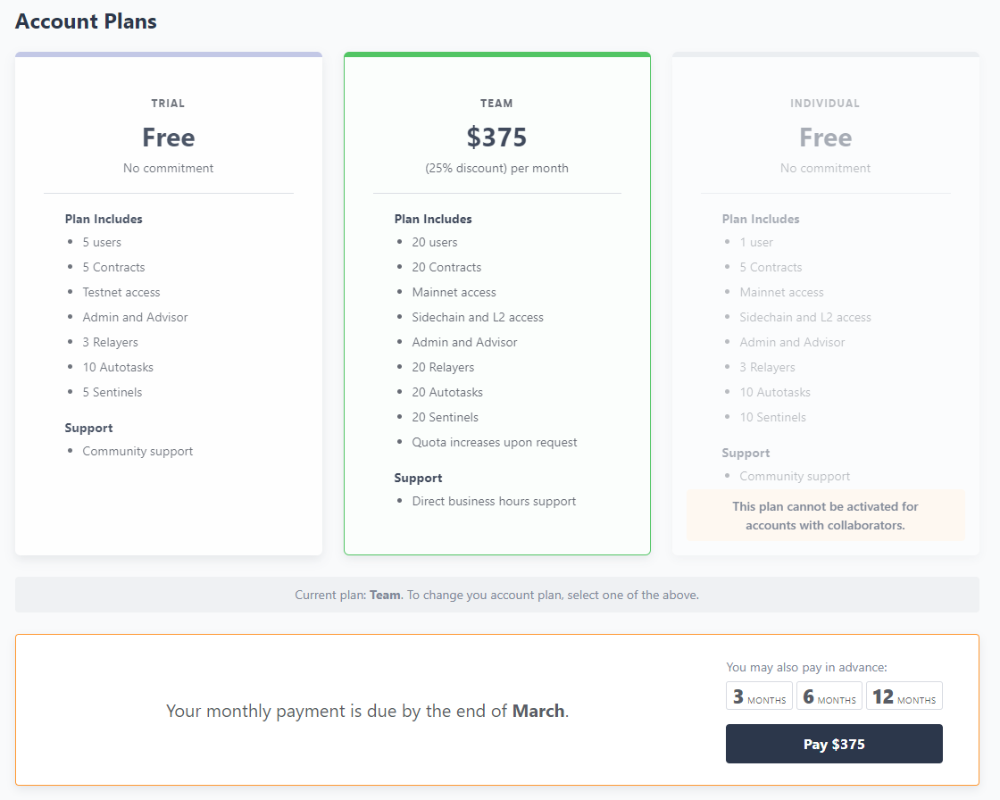 Account Plans
TRIAL
Free
No commitment
Plan Includes
5 users
5 Contracts
Testnet access
Admin and Advisor
3 Relayers
10 Autotasks
5 Sentinels
Support
Community support
TEAM
$375
(25% discount) per month
Plan Includes
20 users
20 Contracts
Mainnet access
Sidechain and L2 access
Admin and Advisor
20 Relayers
20 Autotasks
20 Sentinels
Quota increases upon request
Support
Direct business hours support
INDIVIDUAL
Free
No commitment
Plan Includes
1 user
5 Contracts
Mainnet access
Sidechain and L2 access
Admin and Advisor
3 Relayers
10 Autotasks
10 Sentinels
Support
Community support
This plan cannot be activated for
accounts with collaborators.
Current plan: Team. To change you account plan, select one of the above.
Your monthly payment is due by the end of March.
You may also pay in advance:
3 MONTHS 6 MONTHS 12 MONTHS
Pay $375